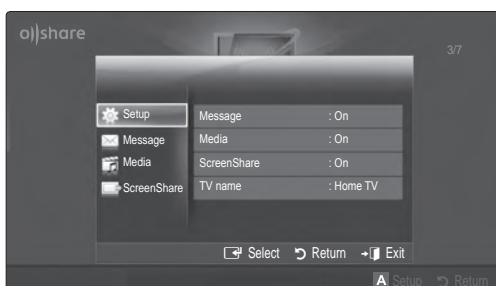 o))share
3/7
Setup
Message
Media
ScreenShare
Message : On
Media : On
ScreenShare : On
TV name : Home TV
Select Return Exit
A Setup Return